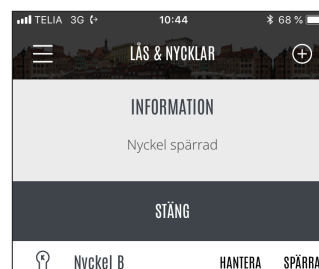 TELIA 3G 10:44 68 %
LÅS & NYCKLAR
INFORMATION
Nyckel spärrad
STÄNG
Nyckel B HANTERA SPÄRRA